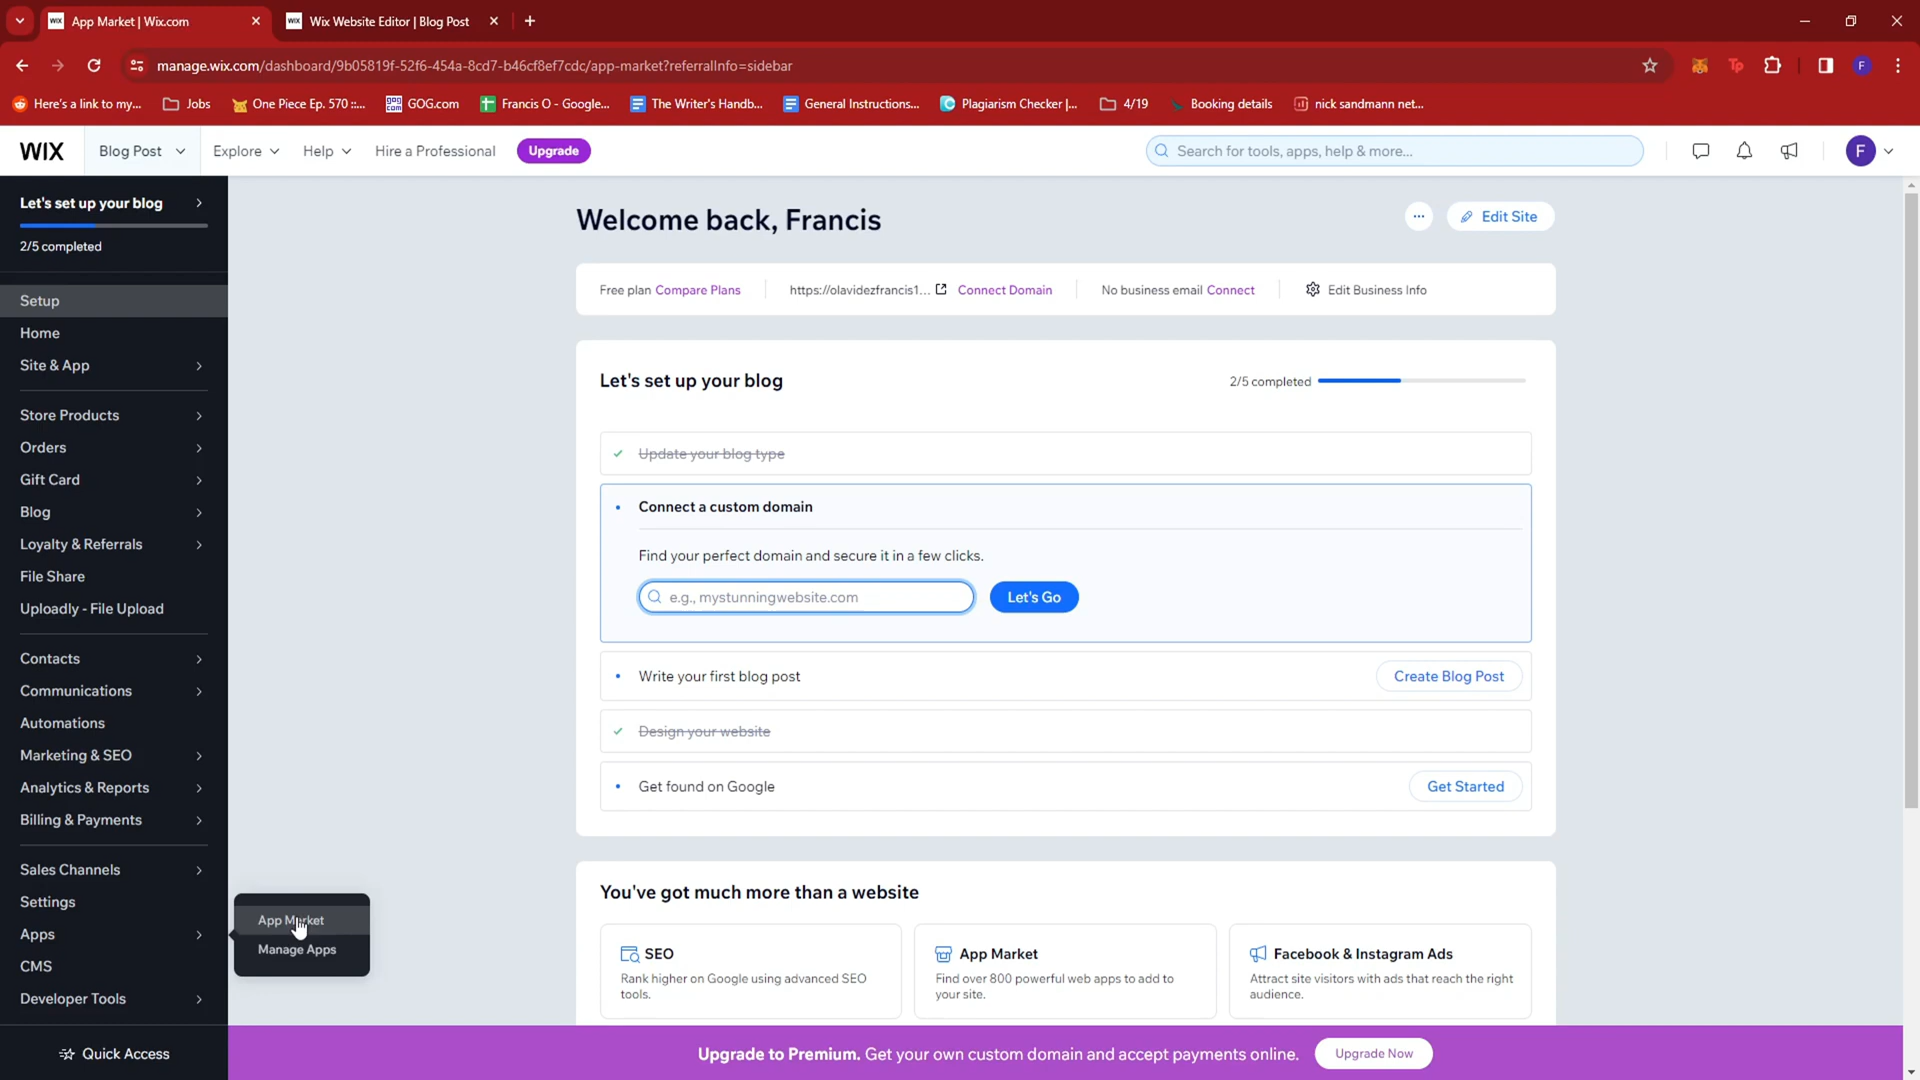 App Market | Wix.com
Wix Website Editor | Blog Post
manage.wix.com/dashboard/9b05819f-52f6-454a-8cd7-b46cf8ef7cdc/app-market?referralInfo=sidebar
Here's a link to my...
Jobs
One Piece Ep. 570 ::...
GOG.com
Francis O - Google...
The Writer's Handb...
General Instructions...
Plagiarism Checker |...
4/19
Booking details
nick sandmann net...
WIX
Blog Post
Explore
Help
Hire a Professional
Upgrade
Search for tools, apps, help & more...
F
Let's set up your blog
2/5 completed
Setup
Home
Site & App
Store Products
Orders
Gift Card
Blog
Loyalty & Referrals
File Share
Uploadly - File Upload
Contacts
Communications
Automations
Marketing & SEO
Analytics & Reports
Billing & Payments
Sales Channels
Settings
Apps
CMS
Developer Tools
Quick Access
App Market
Manage Apps
Welcome back, Francis
Edit Site
Free plan Compare Plans
https://olavidezfrancis1... Connect Domain
No business email Connect
Edit Business Info
Let's set up your blog
2/5 completed
Update your blog type
Connect a custom domain
Find your perfect domain and secure it in a few clicks.
e.g., mystunningwebsite.com
Let's Go
Write your first blog post
Create Blog Post
Design your website
Get found on Google
Get Started
You've got much more than a website
SEO
Rank higher on Google using advanced SEO
tools.
App Market
Find over 800 powerful web apps to add to
your site.
Facebook & Instagram Ads
Attract site visitors with ads that reach the right
audience.
Upgrade to Premium. Get your own custom domain and accept payments online.
Upgrade Now